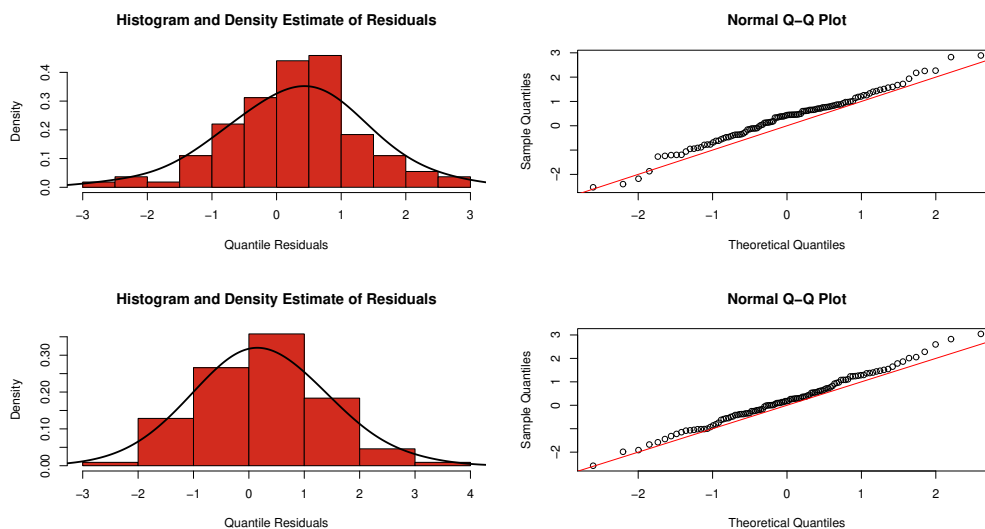 Histogram and Density Estimate of Residuals
Density
0.0 0.1 0.2 0.3 0.4
−3 −2 −1 0 1 2 3
Quantile Residuals
Normal Q−Q Plot
Sample Quantiles
−2 0 1 2 3
−2 −1 0 1 2
Theoretical Quantiles
Histogram and Density Estimate of Residuals
Density
0.00 0.10 0.20 0.30
−3 −2 −1 0 1 2 3 4
Quantile Residuals
Normal Q−Q Plot
Sample Quantiles
−2 0 1 2 3
−2 −1 0 1 2
Theoretical Quantiles